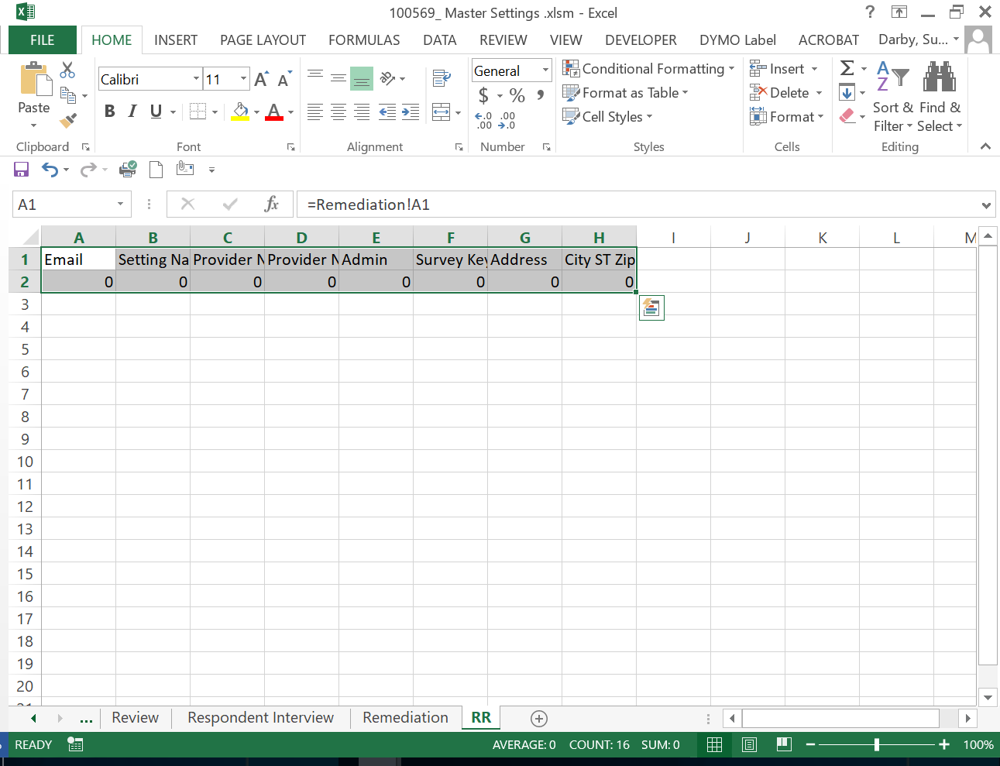 100569_ Master Settings .xlsm - Excel
FILE HOME INSERT PAGE LAYOUT FORMULAS DATA REVIEW VIEW DEVELOPER DYMO Label ACROBAT Darby, Su...
Paste
Clipboard
Calibri 11
B I U
Font
Alignment
General
$ % ,
Number
Conditional Formatting
Format as Table
Cell Styles
Styles
Insert
Delete
Format
Cells
Sort & Filter
Find & Select
Editing
A1 fx =Remediation!A1
A B C D E F G H I J K L M
1 Email Setting Na Provider N Provider N Admin Survey Key Address City ST Zip
2 0 0 0 0 0 0 0 0
3
4
5
6
7
8
9
10
11
12
13
14
15
16
17
18
19
20
21
... Review Respondent Interview Remediation RR
READY AVERAGE: 0 COUNT: 16 SUM: 0 100%